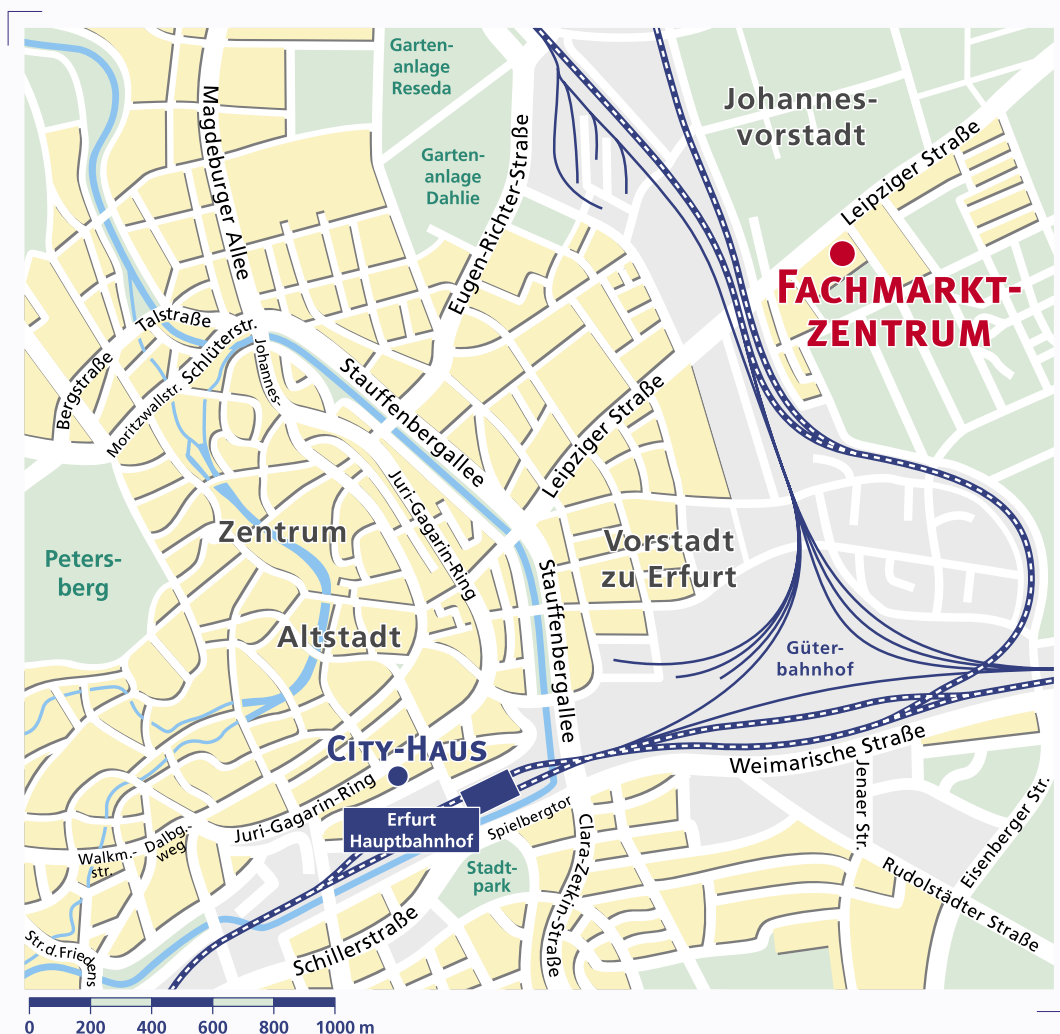 Garten-
anlage
Reseda
Johannes-
vorstadt
Magdeburger Allee
Garten-
anlage
Dahlie
Eugen-Richter-Straße
Leipziger Straße
FACHMARKT-
ZENTRUM
Talstraße
Schlüterstr.
Bergstraße
Moritzwallstr.
Johannes-
Stauffenbergallee
Leipziger Straße
Juri-Gagarin-Ring
Zentrum
Vorstadt
zu Erfurt
Peters-
berg
Stauffenbergallee
Altstadt
Güter-
bahnhof
CITY-HAUS
Weimarische Straße
Juri-Gagarin-Ring
Erfurt
Hauptbahnhof
Spielbergtor
Jenaer Str.
Eisenberger Str.
Walkm.-
str.
Dalbg.-
weg
Clara-Zetkin-Straße
Stadt-
park
Rudolstädter Straße
Schillerstraße
Str.d.Friedens
0 200 400 600 800 1000 m